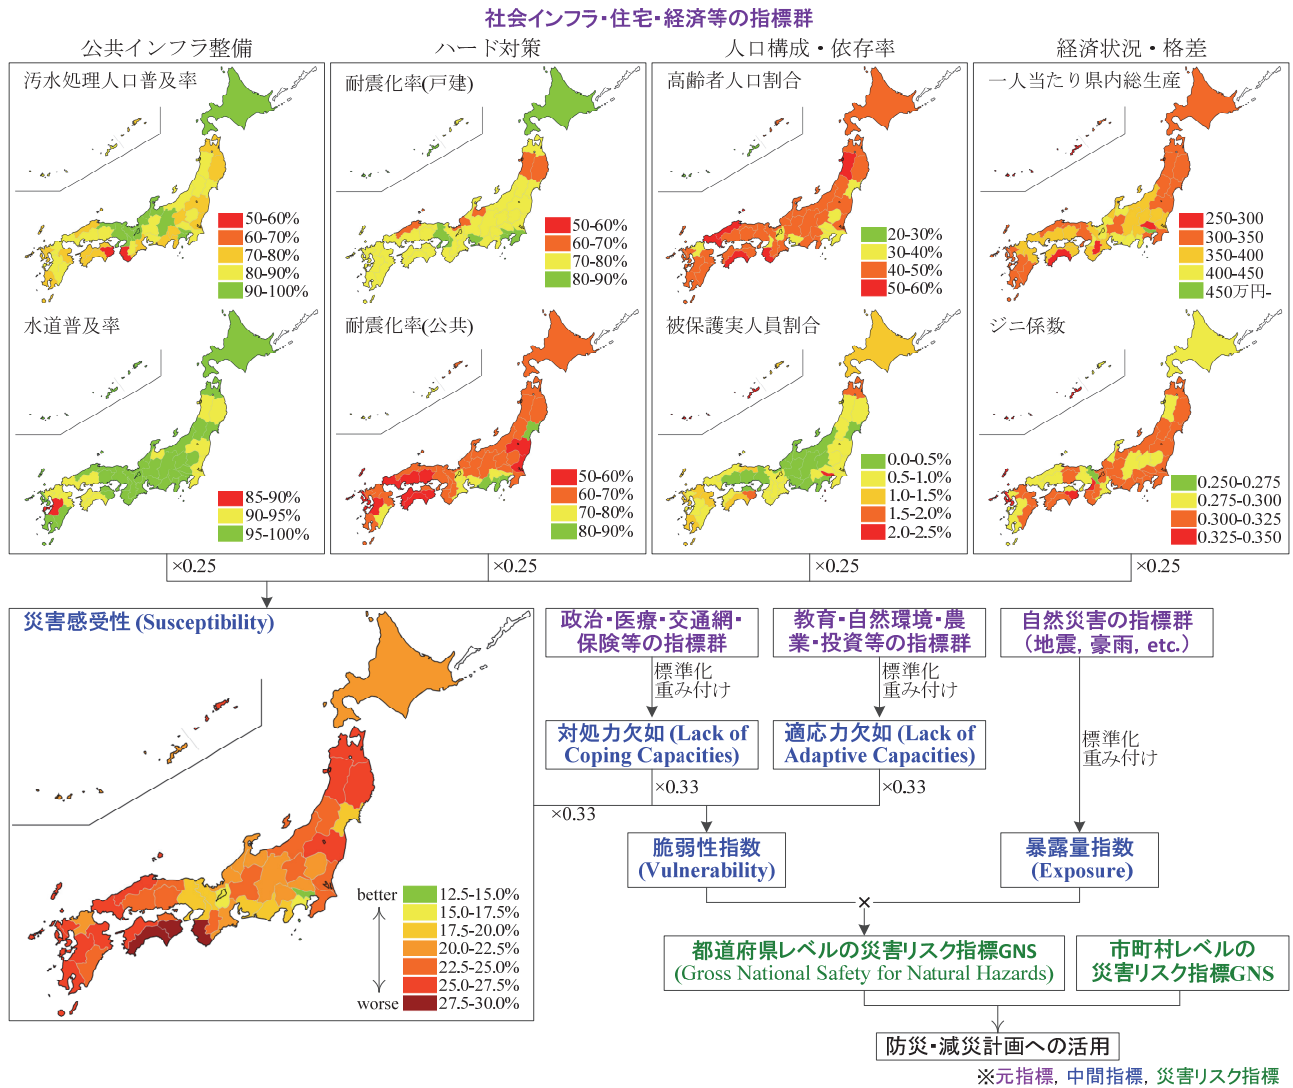 社会インフラ・住宅・経済等の指標群
公共インフラ整備
ハード対策
人口構成・依存率
経済状況・格差
汚水処理人口普及率
50-60%
60-70%
70-80%
80-90%
90-100%
水道普及率
85-90%
90-95%
95-100%
耐震化率(戸建)
50-60%
60-70%
70-80%
80-90%
耐震化率(公共)
50-60%
60-70%
70-80%
80-90%
高齢者人口割合
20-30%
30-40%
40-50%
50-60%
被保護実人員割合
0.0-0.5%
0.5-1.0%
1.0-1.5%
1.5-2.0%
2.0-2.5%
一人当たり県内総生産
250-300
300-350
350-400
400-450
450万円-
ジニ係数
0.250-0.275
0.275-0.300
0.300-0.325
0.325-0.350
×0.25
×0.25
×0.25
×0.25
災害感受性 (Susceptibility)
better
worse
12.5-15.0%
15.0-17.5%
17.5-20.0%
20.0-22.5%
22.5-25.0%
25.0-27.5%
27.5-30.0%
政治・医療・交通網・
保険等の指標群
教育・自然環境・農
業・投資等の指標群
自然災害の指標群
（地震, 豪雨, etc.）
標準化
重み付け
標準化
重み付け
標準化
重み付け
対処力欠如 (Lack of
Coping Capacities)
適応力欠如 (Lack of
Adaptive Capacities)
×0.33
×0.33
×0.33
脆弱性指数
(Vulnerability)
暴露量指数
(Exposure)
×
都道府県レベルの災害リスク指標GNS
(Gross National Safety for Natural Hazards)
市町村レベルの
災害リスク指標GNS
防災・減災計画への活用
※元指標, 中間指標, 災害リスク指標